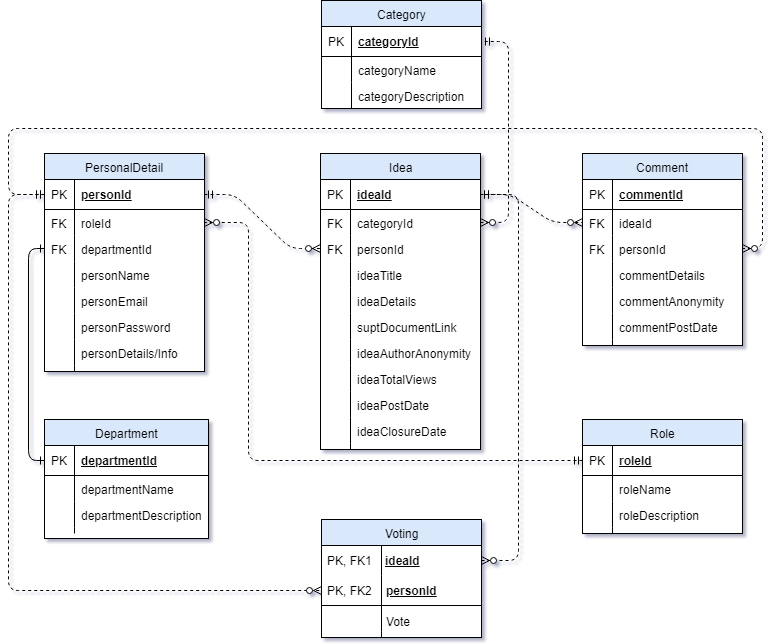 Category
PK categoryId
categoryName
categoryDescription
PersonalDetail
PK personId
FK roleId
FK departmentId
personName
personEmail
personPassword
personDetails/Info
Idea
PK ideaId
FK categoryId
FK personId
ideaTitle
ideaDetails
suptDocumentLink
ideaAuthorAnonymity
ideaTotalViews
ideaPostDate
ideaClosureDate
Comment
PK commentId
FK ideaId
FK personId
commentDetails
commentAnonymity
commentPostDate
Department
PK departmentId
departmentName
departmentDescription
Role
PK roleId
roleName
roleDescription
Voting
PK, FK1 ideaId
PK, FK2 personId
Vote